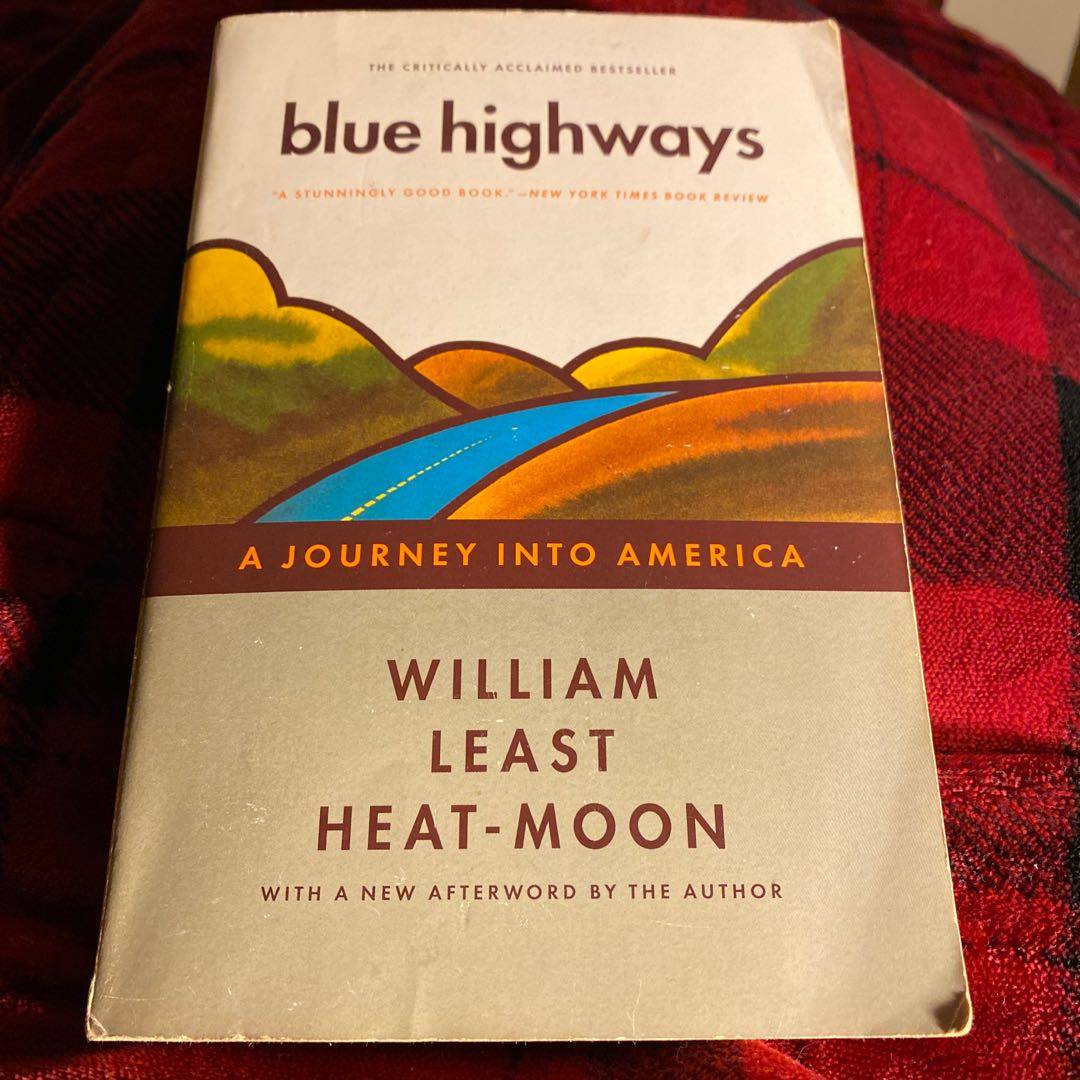 THE CRITICALLY ACCLAIMED BESTSELLER
blue highways
"A STUNNINGLY GOOD BOOK."—NEW YORK TIMES BOOK REVIEW
A JOURNEY INTO AMERICA
WILLIAM
LEAST
HEAT-MOON
WITH A NEW AFTERWORD BY THE AUTHOR